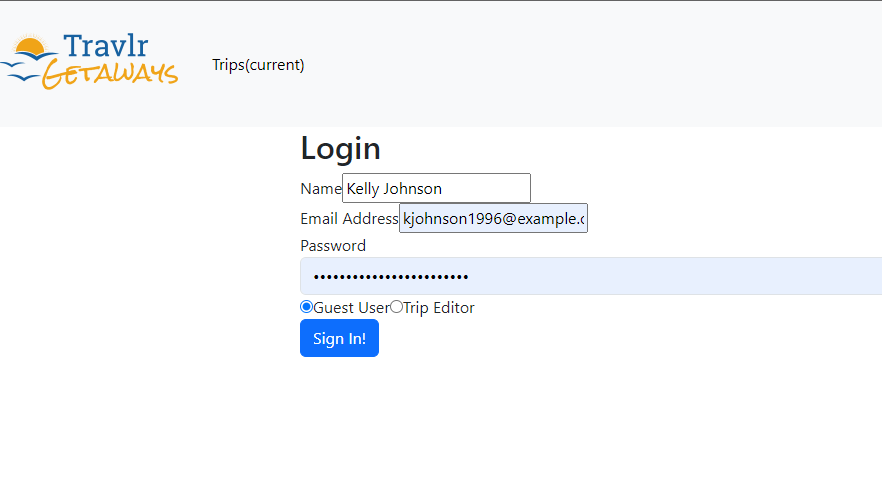 Travlr
GETAWAYS
Trips(current)
Login
Name Kelly Johnson
Email Address kjohnson1996@example.
Password
••••••••••••••••••••••••
Guest User Trip Editor
Sign In!